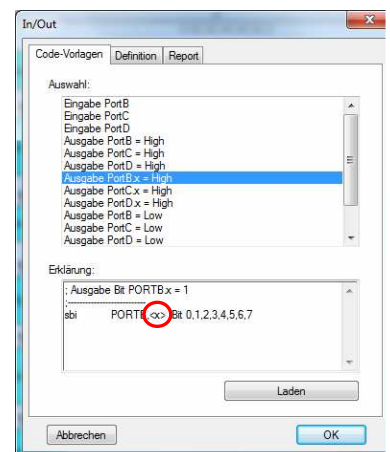 In/Out
Code-Vorlagen Definition Report
Auswahl:
Eingabe PortB
Eingabe PortC
Eingabe PortD
Ausgabe PortB = High
Ausgabe PortC = High
Ausgabe PortD = High
Ausgabe PortB.x = High
Ausgabe PortC.x = High
Ausgabe PortD.x = High
Ausgabe PortB = Low
Ausgabe PortC = Low
Ausgabe PortD = Low
Erklärung:
; Ausgabe Bit PORTB.x = 1
;--------------------------
sbi PORTB,<x> Bit 0,1,2,3,4,5,6,7
Laden
Abbrechen OK